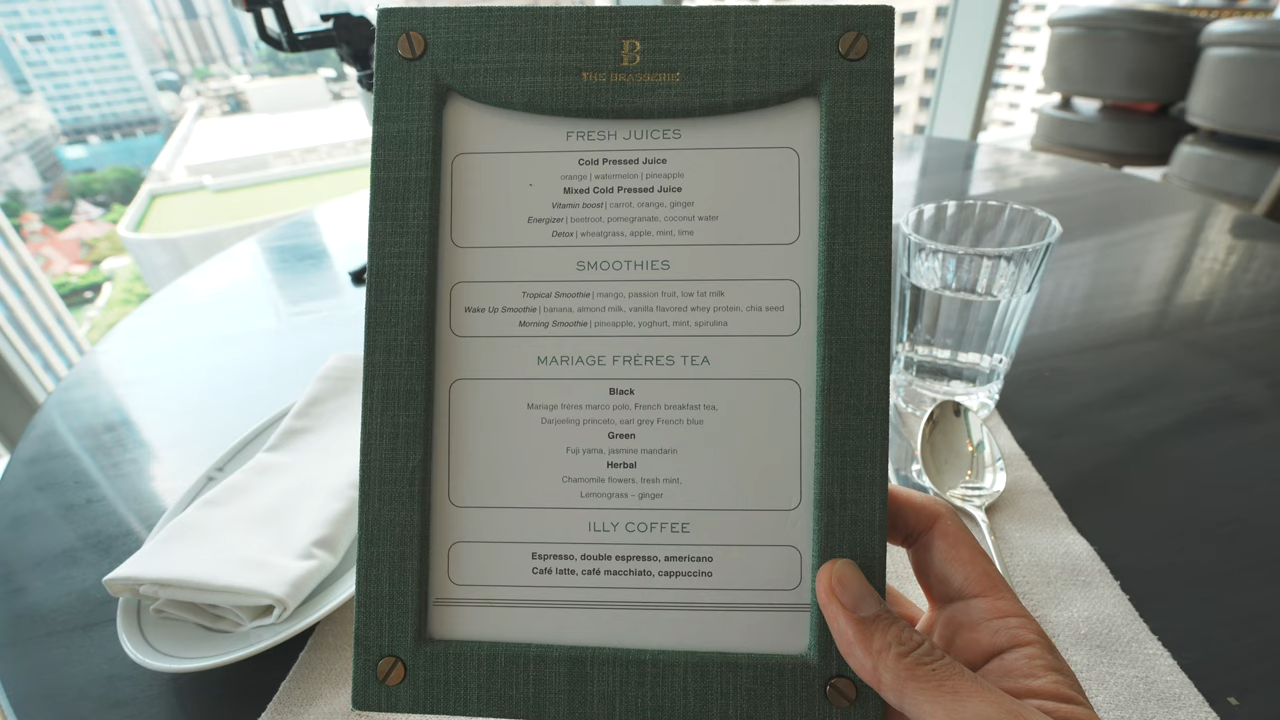 B
THE BRASSERIE
FRESH JUICES
Cold Pressed Juice
orange | watermelon | pineapple
Mixed Cold Pressed Juice
Vitamin boost | carrot, orange, ginger
Energizer | beetroot, pomegranate, coconut water
Detox | wheatgrass, apple, mint, lime
SMOOTHIES
Tropical Smoothie | mango, passion fruit, low fat milk
Wake Up Smoothie | banana, almond milk, vanilla flavored whey protein, chia seed
Morning Smoothie | pineapple, yoghurt, mint, spirulina
MARIAGE FRÈRES TEA
Black
Mariage frères marco polo, French breakfast tea,
Darjeeling princeto, earl grey French blue
Green
Fuji yama, jasmine mandarin
Herbal
Chamomile flowers, fresh mint,
Lemongrass – ginger
ILLY COFFEE
Espresso, double espresso, americano
Café latte, café macchiato, cappuccino